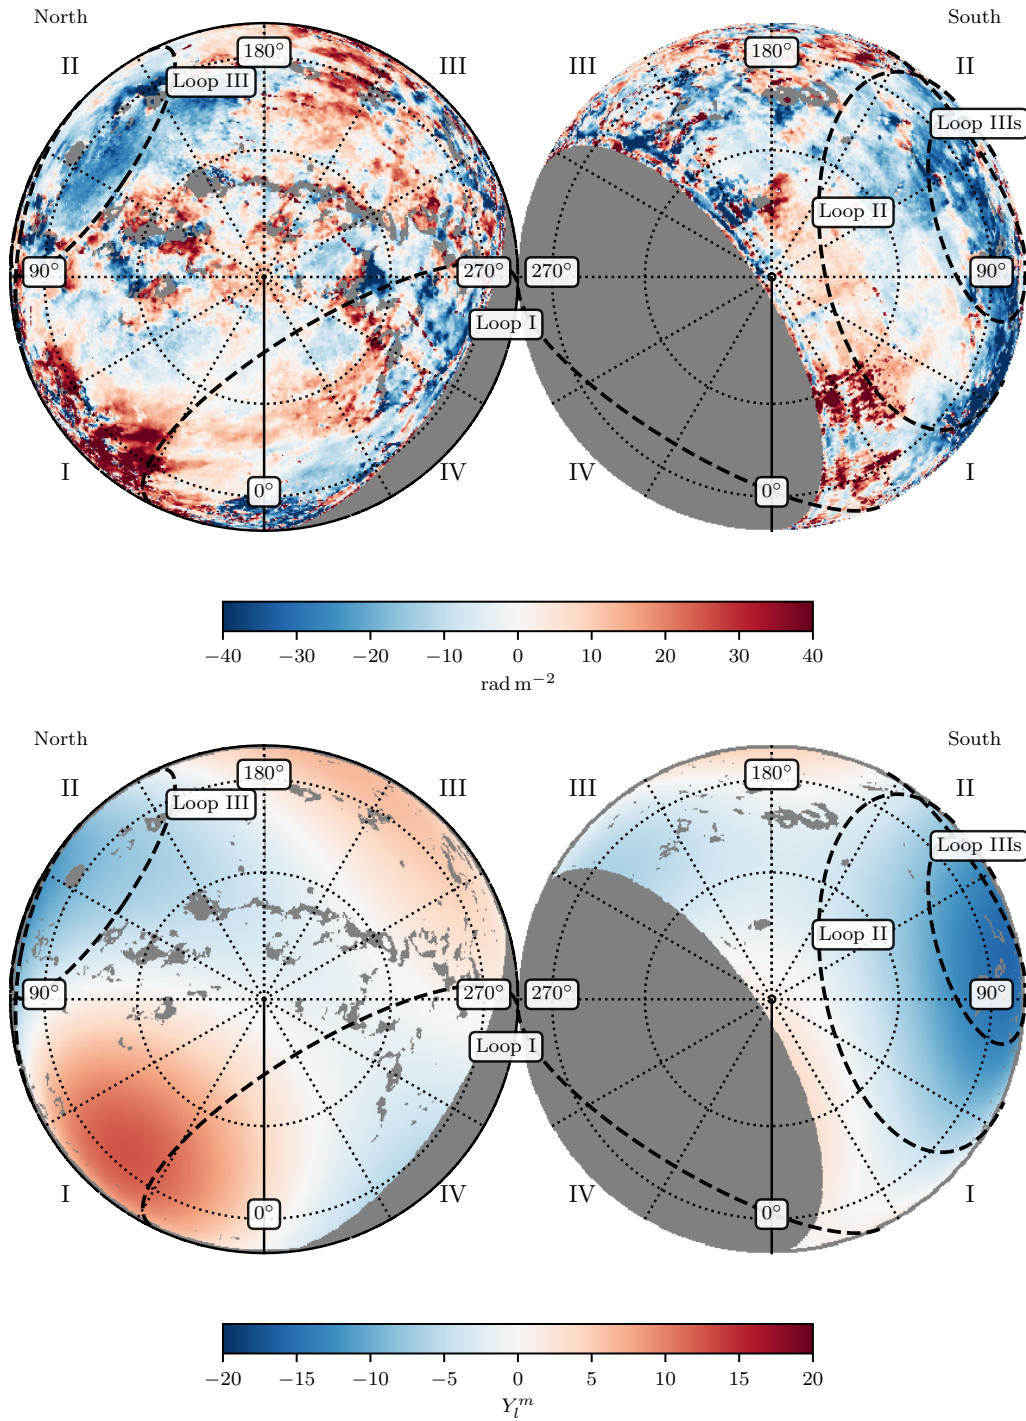 North
South
II
III
III
II
180°
180°
Loop III
Loop IIIs
Loop II
90°
270°
270°
90°
Loop I
I
IV
IV
I
0°
0°
−40 −30 −20 −10 0 10 20 30 40
rad m⁻²
North
South
II
III
III
II
180°
180°
Loop III
Loop IIIs
Loop II
90°
270°
270°
90°
Loop I
I
IV
IV
I
0°
0°
−20 −15 −10 −5 0 5 10 15 20
Yₗᵐ